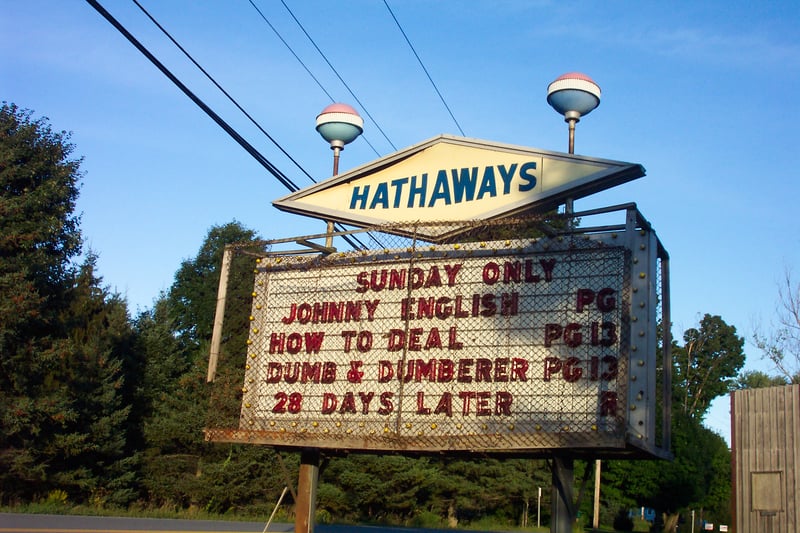 HATHAWAYS
SUNDAY ONLY
JOHNNY ENGLISH PG
HOW TO DEAL PG13
DUMB & DUMBERER PG13
28 DAYS LATER R